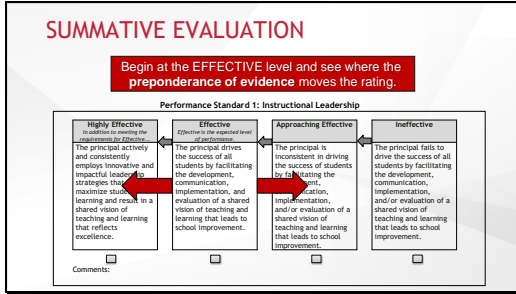 SUMMATIVE EVALUATION
Begin at the EFFECTIVE level and see where the
preponderance of evidence moves the rating.
Performance Standard 1: Instructional Leadership
Highly Effective
In addition to meeting the
requirements for Effective...
The principal actively
and consistently
employs innovative and
impactful leadership
strategies that
maximize student
learning and result in a
shared vision of
teaching and learning
that reflects
excellence.
Effective
Effective is the expected level
of performance.
The principal drives
the success of all
students by facilitating
the development,
communication,
implementation, and
evaluation of a shared
vision of teaching and
learning that leads to
school improvement.
Approaching Effective
The principal is
inconsistent in driving
the success of students
by facilitating the
implementation,
and/or evaluation of a
shared vision of
teaching and learning
that leads to school
improvement.
Ineffective
The principal fails to
drive the success of all
students by facilitating
the development,
communication,
implementation,
and/or evaluation of a
shared vision of
teaching and learning
that leads to school
improvement.
Comments: